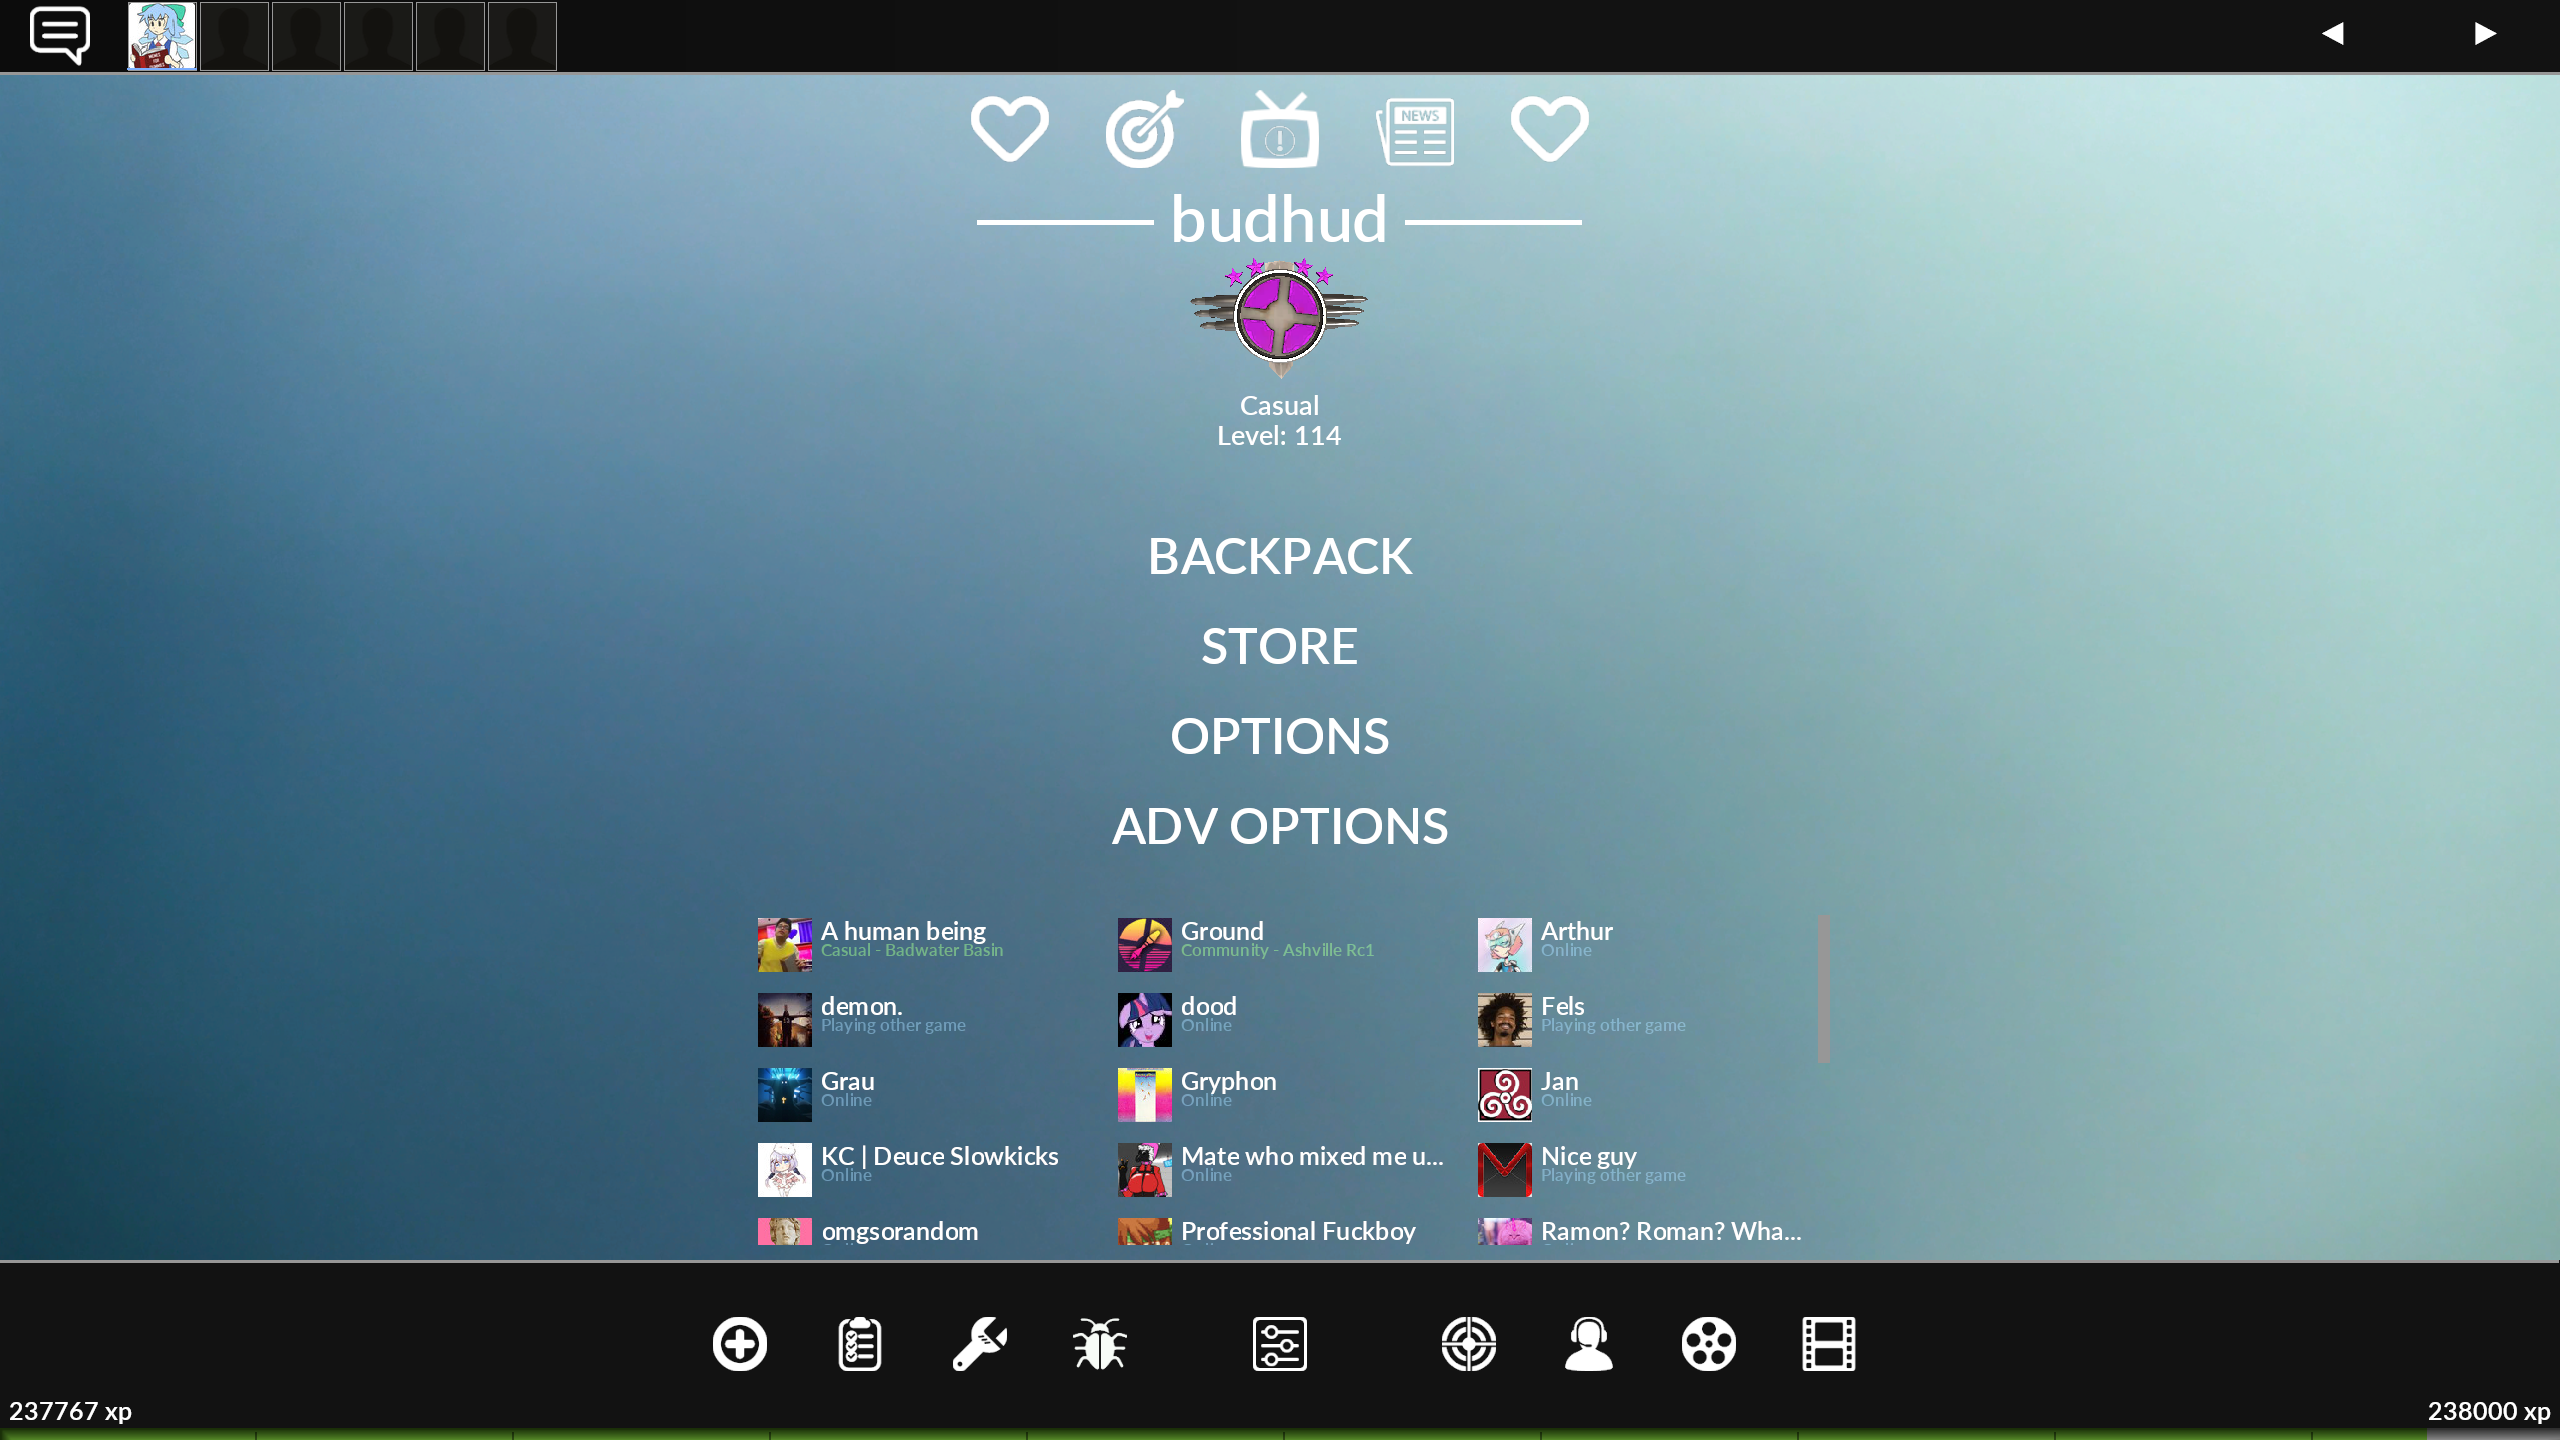 NEWS
budhud
Casual
Level: 114
BACKPACK
STORE
OPTIONS
ADV OPTIONS
A human being
Casual - Badwater Basin
Ground
Community - Ashville Rc1
Arthur
Online
demon.
Playing other game
dood
Online
Fels
Playing other game
Grau
Online
Gryphon
Online
Jan
Online
KC | Deuce Slowkicks
Online
Mate who mixed me u...
Online
Nice guy
Playing other game
omgsorandom
Professional Fuckboy
Ramon? Roman? Wha...
237767 xp
238000 xp